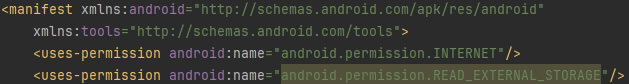 <manifest xmlns:android="http://schemas.android.com/apk/res/android"
xmlns:tools="http://schemas.android.com/tools">
<uses-permission android:name="android.permission.INTERNET"/>
<uses-permission android:name="android.permission.READ_EXTERNAL_STORAGE"/>